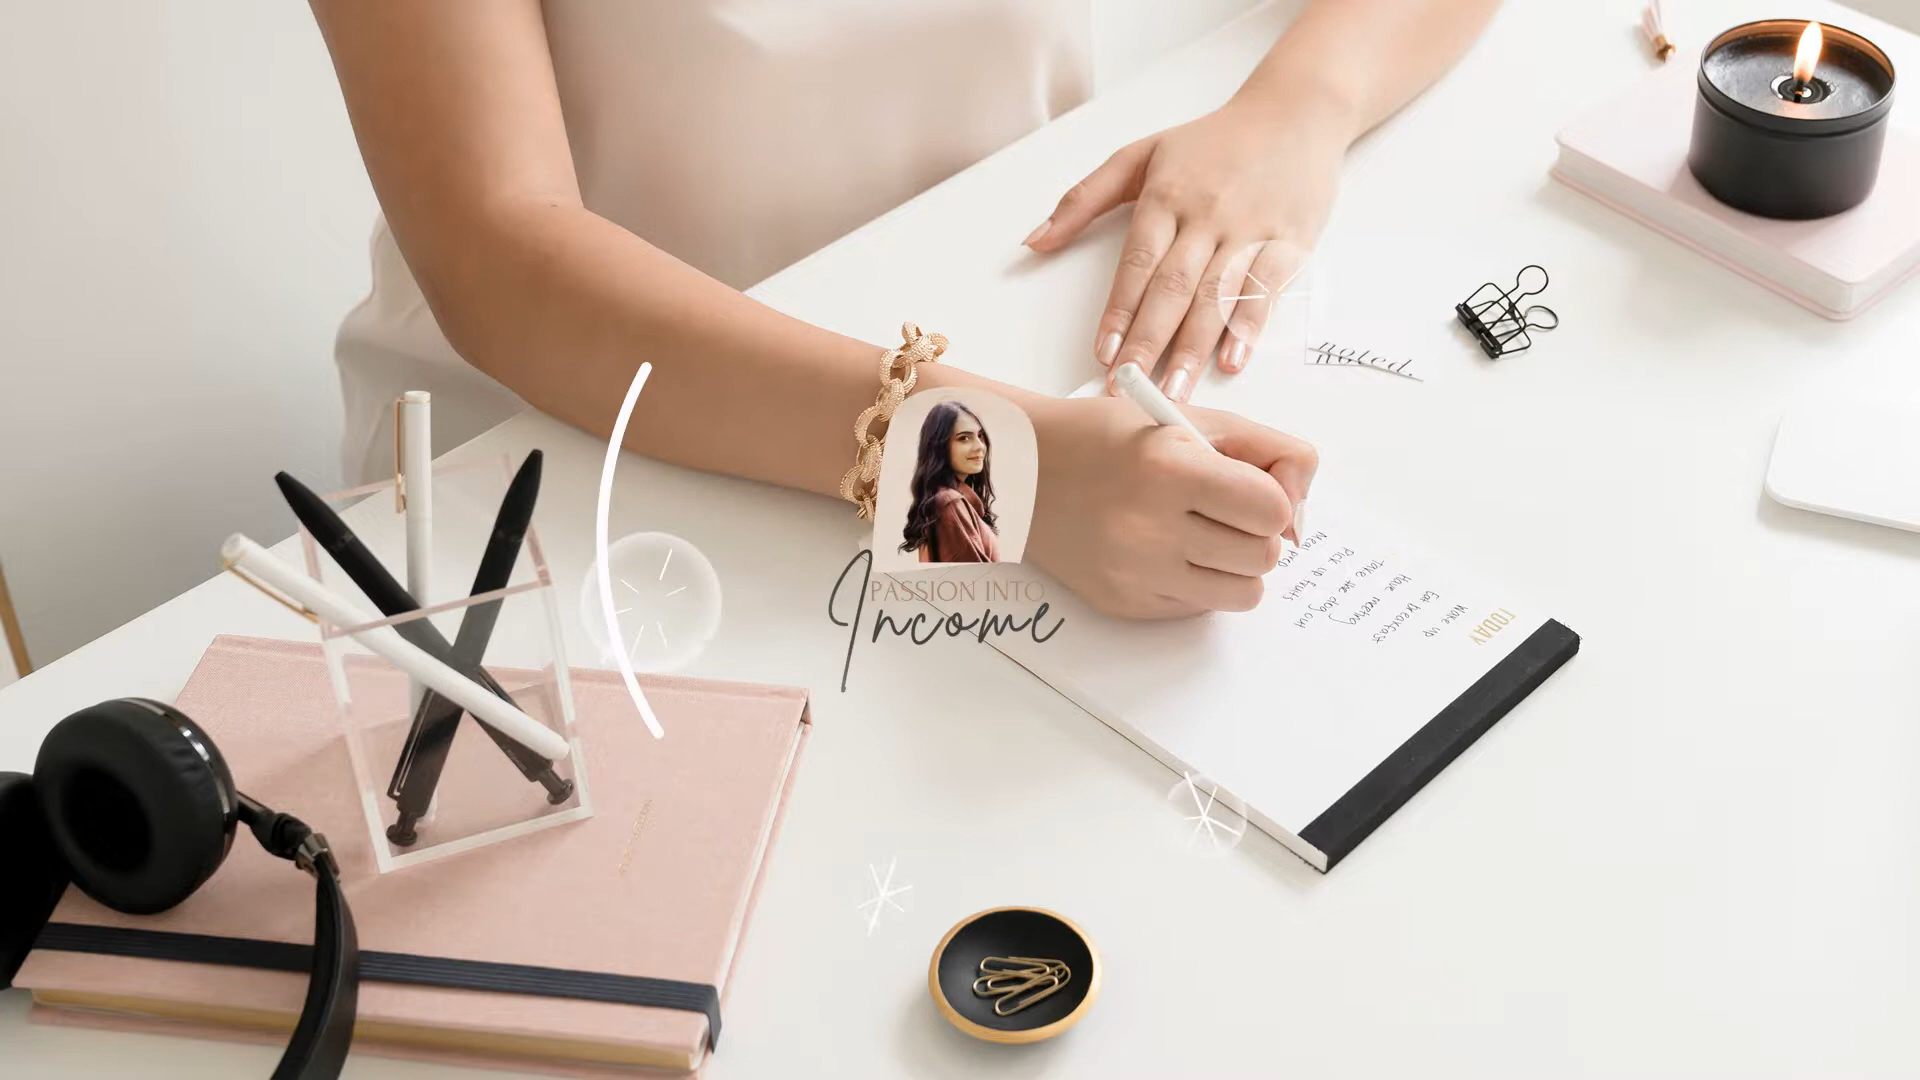 noted.
PASSION INTO
Income
TODAY
Wake up
Eat breakfast
Have meeting
Take the dog out
Pick up fruits
Meal prep